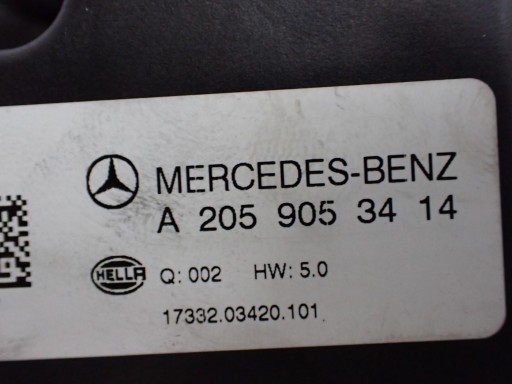 MERCEDES-BENZ
A 205 905 34 14
HELLA Q: 002 HW: 5.0
17332.03420.101